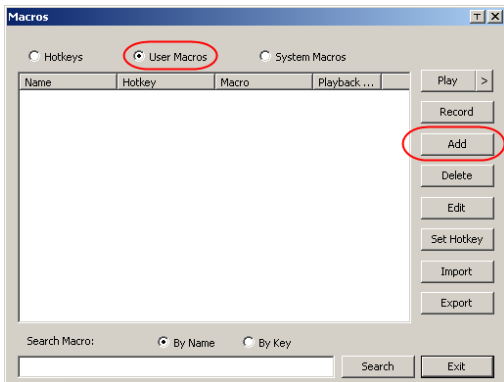 Macros
Hotkeys User Macros System Macros
Name Hotkey Macro Playback ...
Play >
Record
Add
Delete
Edit
Set Hotkey
Import
Export
Search Macro: By Name By Key
Search Exit